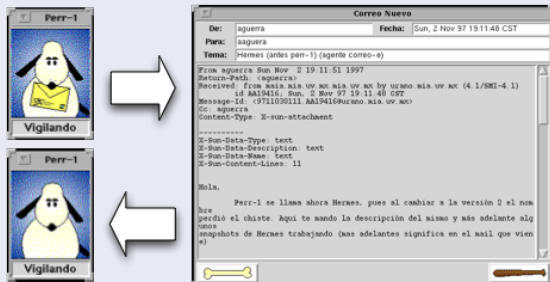 Perr-1
Vigilando
Perr-1
Vigilando
Correo Nuevo
De: aguerra Fecha: Sun, 2 Nov 97 19:11:48 CST
Para: aaguera
Tema: Hermes (antes perr-1) (agente correo-e)
From aguerra Sun Nov 2 19:11:51 1997
Return-Path: <aguerra>
Received: from maia.mia.uv.mx.mia.uv.mx by urano.mia.uv.mx (4.1/SMI-4.1)
id AA19416; Sun, 2 Nov 97 19:11:48 CST
Message-Id: <9711030111.AA19416@urano.mia.uv.mx>
Cc: aguerra
Content-Type: X-sun-attachment
----------
X-Sun-Data-Type: text
X-Sun-Data-Description: text
X-Sun-Data-Name: text
X-Sun-Content-Lines: 11
Hola,
Perr-1 se llama ahora Hermes, pues al cambiar a la versión 2 el nom
bre
perdió el chiste. Aqui te mando la descripción del mismo y más adelante alg
unos
snapshots de Hermes trabajando (mas adelantes significa en el mail que vien
e)